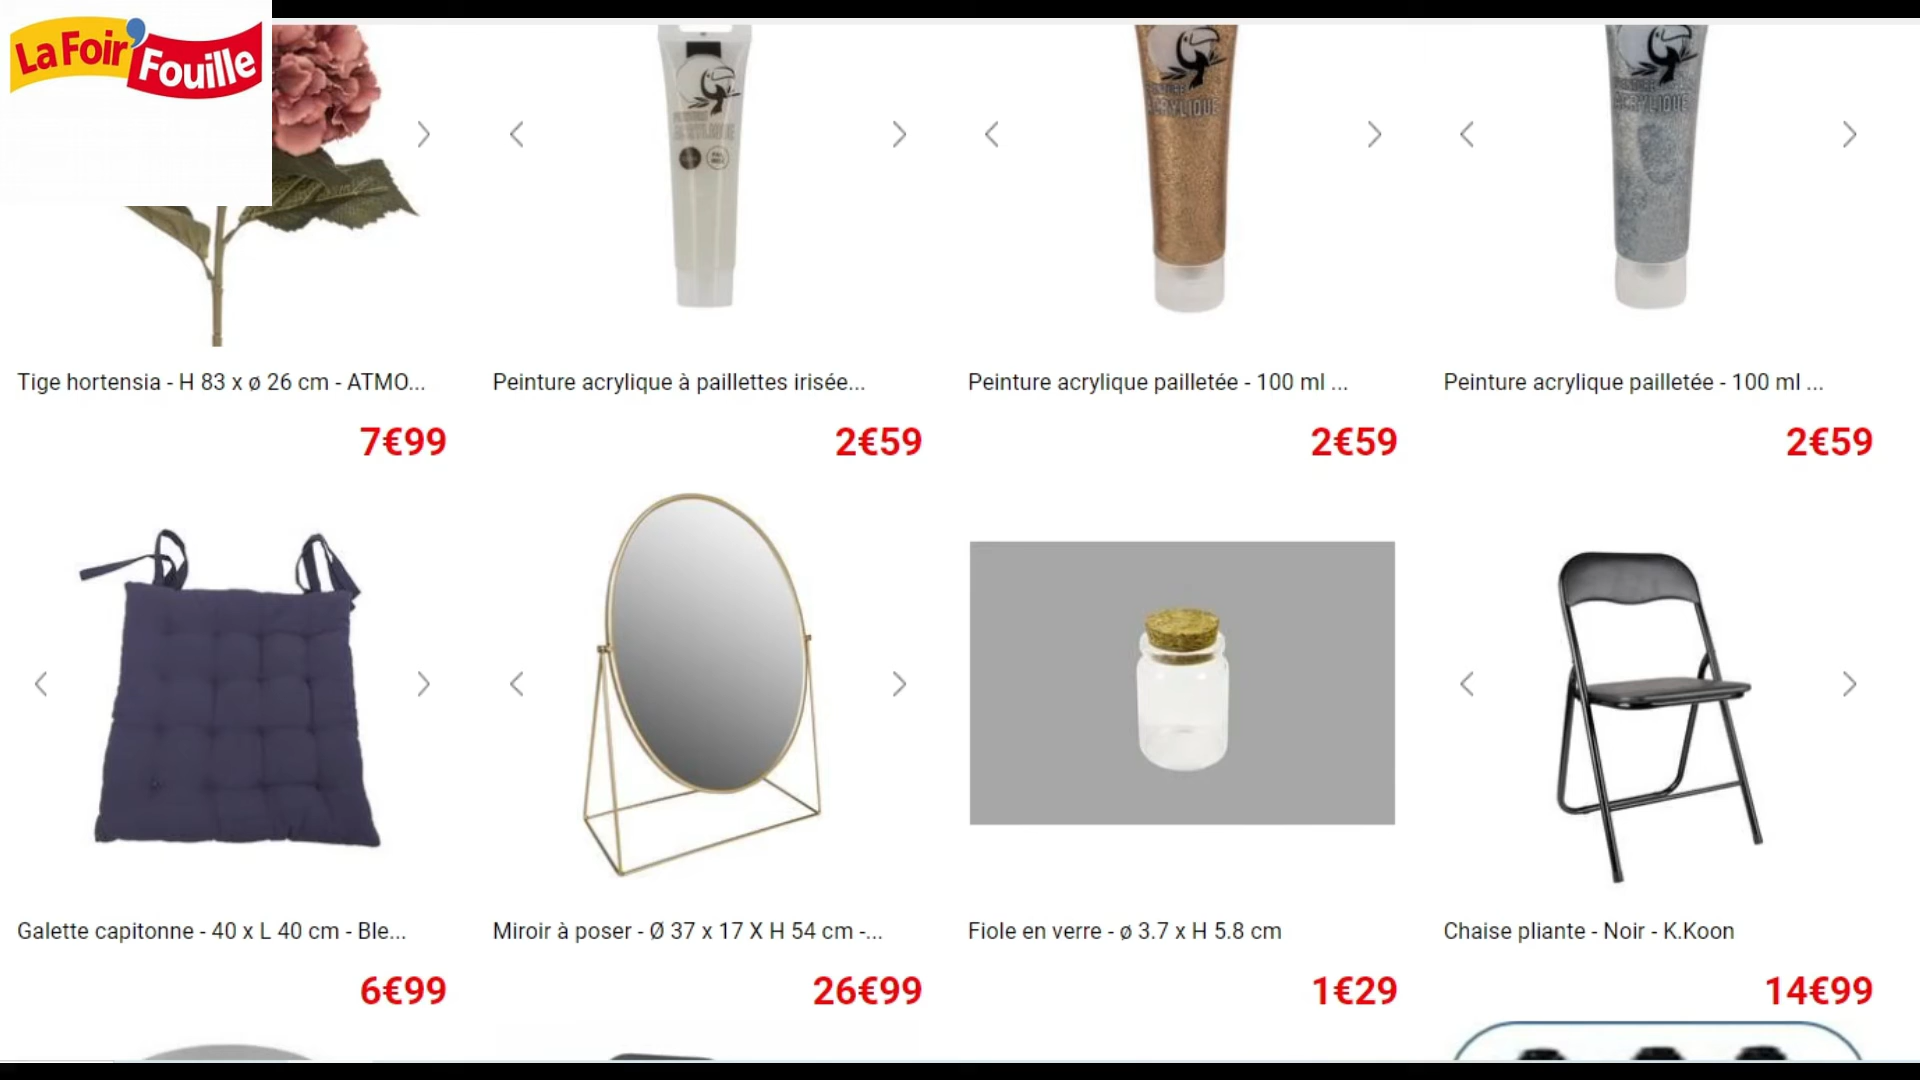 La Foir'Fouille
ACRYLIQUE
ACRYLIQUE
ACRYLIQUE
Tige hortensia - H 83 x ø 26 cm - ATMO...
Peinture acrylique à paillettes irisée...
Peinture acrylique pailletée - 100 ml ...
Peinture acrylique pailletée - 100 ml ...
7€99
2€59
2€59
2€59
Galette capitonne - 40 x L 40 cm - Ble...
Miroir à poser - Ø 37 x 17 X H 54 cm -...
Fiole en verre - ø 3.7 x H 5.8 cm
Chaise pliante - Noir - K.Koon
6€99
26€99
1€29
14€99